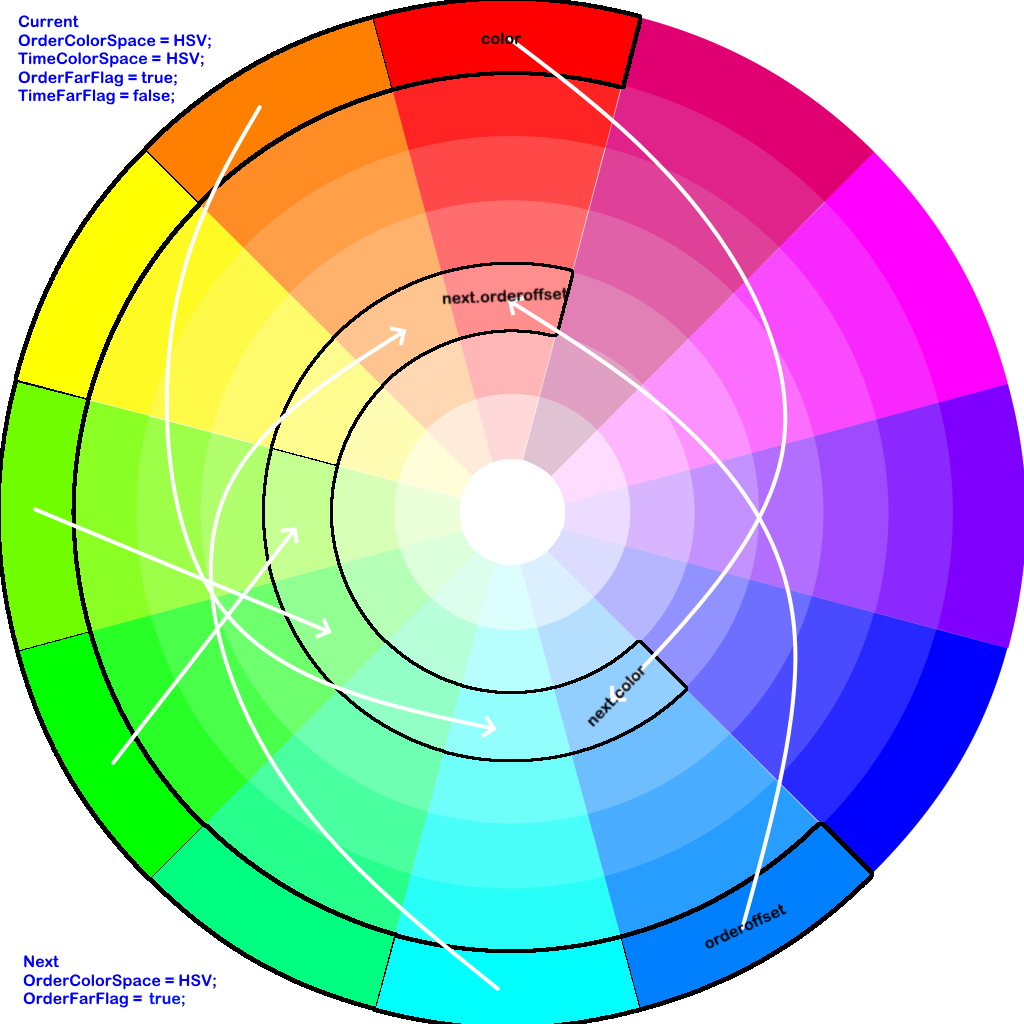 Current
OrderColorSpace = HSV;
TimeColorSpace = HSV;
OrderFarFlag = true;
TimeFarFlag = false;
color
next.orderoffset
next.color
orderoffset
Next
OrderColorSpace = HSV;
OrderFarFlag = true;